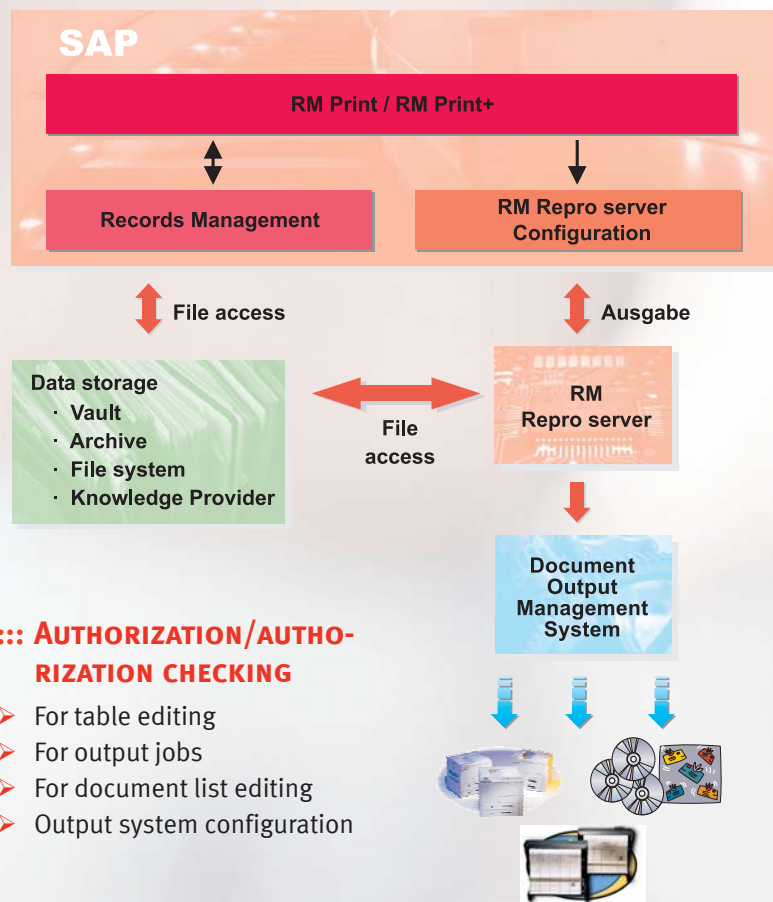 SAP
RM Print / RM Print+
Records Management
RM Repro server
Configuration
File access
Ausgabe
Data storage
· Vault
· Archive
· File system
· Knowledge Provider
File
access
RM
Repro server
Document
Output
Management
System
::: AUTHORIZATION/AUTHO-
RIZATION CHECKING
➢ For table editing
➢ For output jobs
➢ For document list editing
➢ Output system configuration